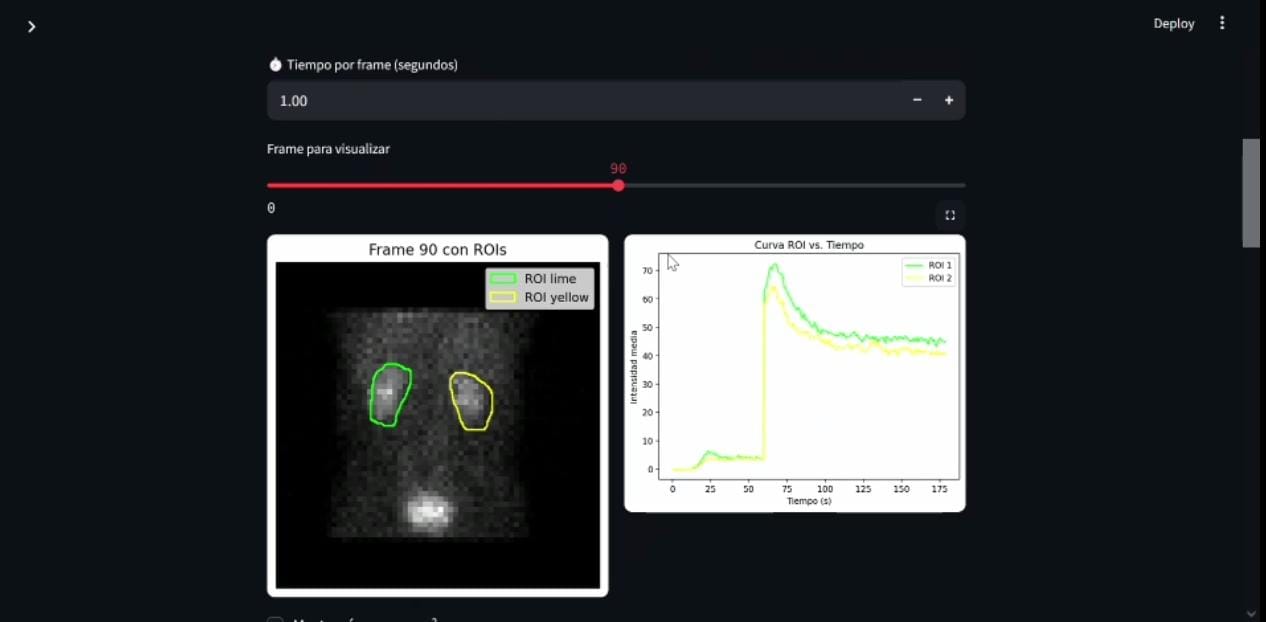 Deploy
Tiempo por frame (segundos)
1.00
Frame para visualizar
90
0
Frame 90 con ROIs
ROI lime
ROI yellow
Curva ROI vs. Tiempo
ROI 1
ROI 2
70
60
50
40
30
20
10
0
Intensidad media
0 25 50 75 100 125 150 175
Tiempo (s)